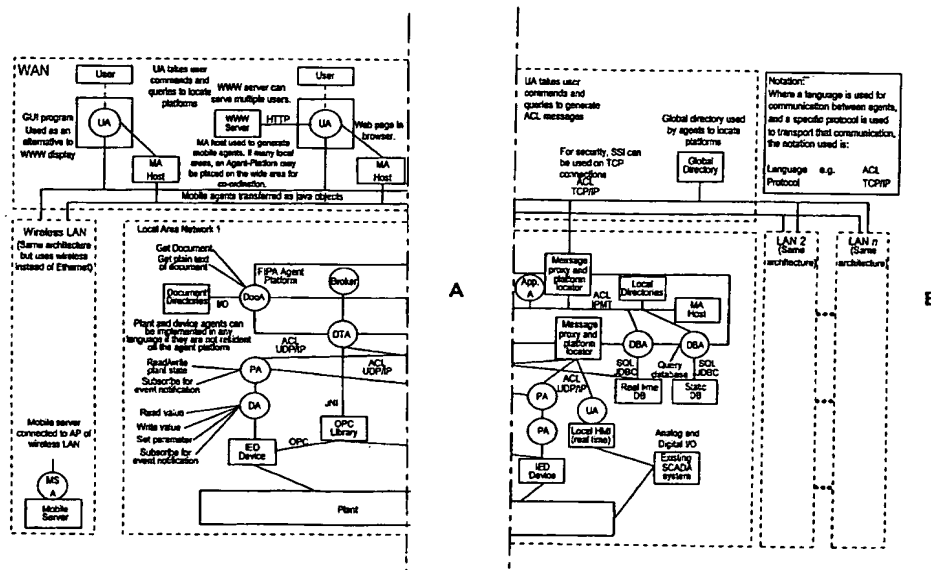 WAN
User
UA takes user
commands and
queries to locate
platforms
WWW server can
serve multiple users.
User
UA
GUI program
Used as an
alternative to
WWW display
MA
Host
WWW
Server
HTTP
UA
Web page in
browser.
MA host used to generate
mobile agents. If many local
areas, an Agent-Platform may
be placed on the wide area for
co-ordination.
MA
Host
Mobile agents transferred as Java objects
Wireless LAN
(Same architecture
but uses wireless
instead of Ethernet)
Mobile server
connected to AP of
wireless LAN
MS
A
Mobile Server
Local Area Network 1
Get Document
Get plain text
of document
FIPA Agent
Platform
Document
Directories
I/O
DocA
Broker
Plant and device agents can
be implemented in any
language if they are not resident
on the agent platform
DTA
ACL
UDP/IP
Read/write
plant state
Subscribe for
event notification
PA
ACL
UDP/IP
Read value
Write value
Set parameter
Subscribe for
event notification
DA
JNI
OPC
Library
IED
Device
OPC
Plant
A
UA takes user
commands and
queries to generate
ACL messages
For security, SSl can
be used on TCP
connections
ACL
TCP/IP
Global directory used
by agents to locate
platforms
Global
Directory
Notation:
Where a language is used for
communication between agents,
and a specific protocol is used
to transport that communication,
the notation used is:
Language e.g. ACL
Protocol TCP/IP
App.
A
Message
proxy and
platform
locator
Local
Directories
ACL
IPMT
MA
Host
Message
proxy and
platform
locator
DBA
DBA
SQL
JDBC
Query
database
SQL
JDBC
Real time
DB
Static
DB
ACL
UDP/IP
PA
UA
PA
Local HMI
(real time)
Analog and
Digital I/O
IED
Device
Existing
SCADA
system
LAN 2
(Same
architecture)
LAN n
(Same
architecture)